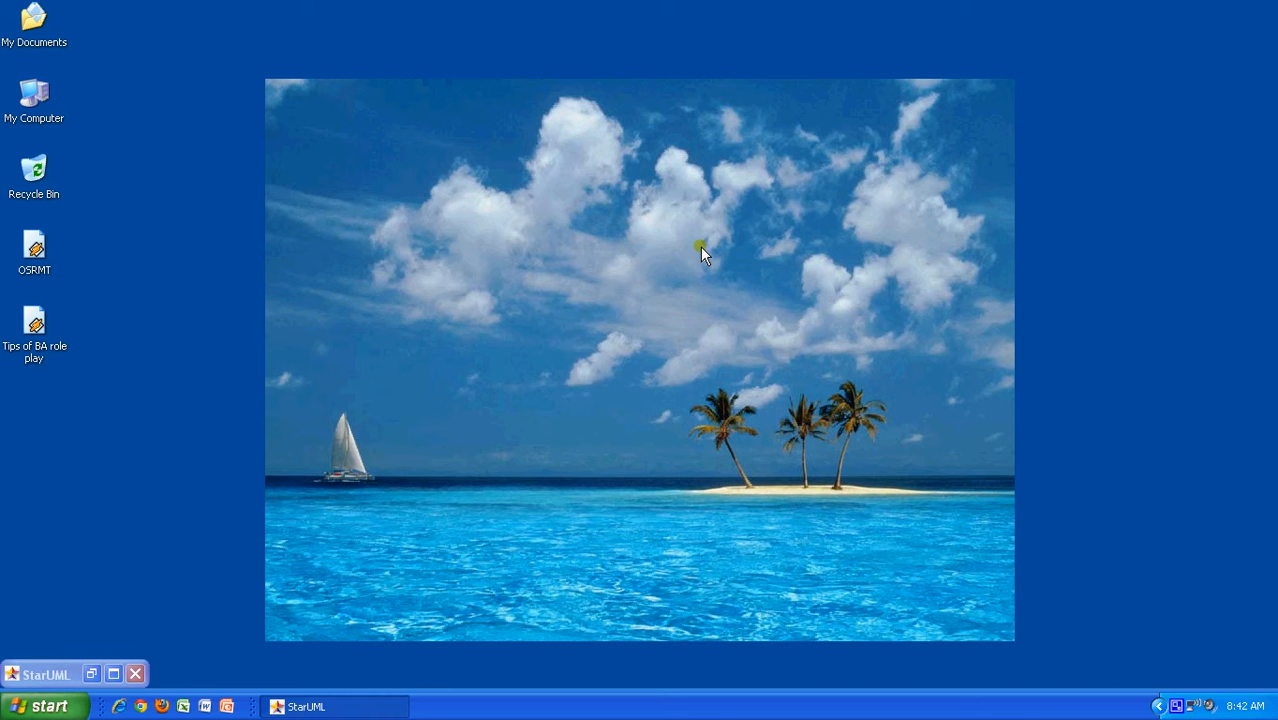 My Documents
My Computer
Recycle Bin
OSRMT
Tips of BA role
play
StarUML
start
StarUML
8:42 AM